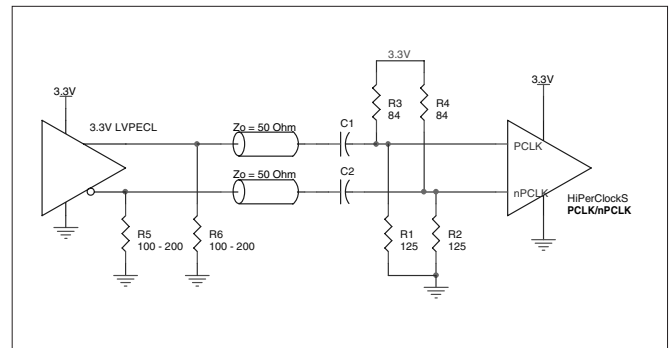 3.3V
3.3V
3.3V
R3
84
R4
84
3.3V LVPECL
Zo = 50 Ohm
C1
PCLK
Zo = 50 Ohm
C2
nPCLK
HiPerClockS
PCLK/nPCLK
R5
100 - 200
R6
100 - 200
R1
125
R2
125